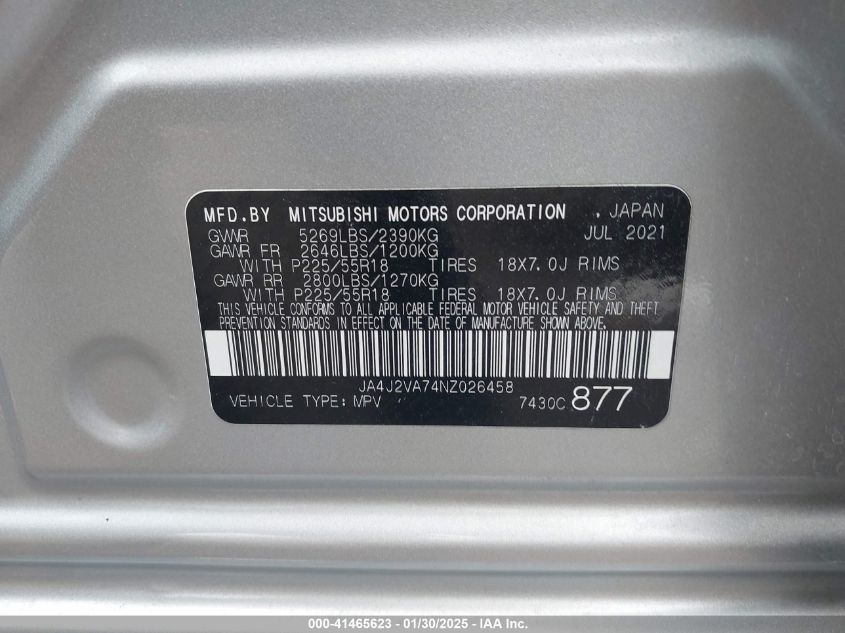 MFD.BY MITSUBISHI MOTORS CORPORATION . JAPAN
GVWR 5269LBS/2390KG JUL 2021
GAWR FR 2646LBS/1200KG
WITH P225/55R18 TIRES 18X7.0J RIMS
GAWR RR 2800LBS/1270KG
WITH P225/55R18 TIRES 18X7.0J RIMS
THIS VEHICLE CONFORMS TO ALL APPLICABLE FEDERAL MOTOR VEHICLE SAFETY AND THEFT
PREVENTION STANDARDS IN EFFECT ON THE DATE OF MANUFACTURE SHOWN ABOVE.
JA4J2VA74NZ026458
VEHICLE TYPE: MPV 7430C 877
000-41465623 - 01/30/2025 - IAA Inc.